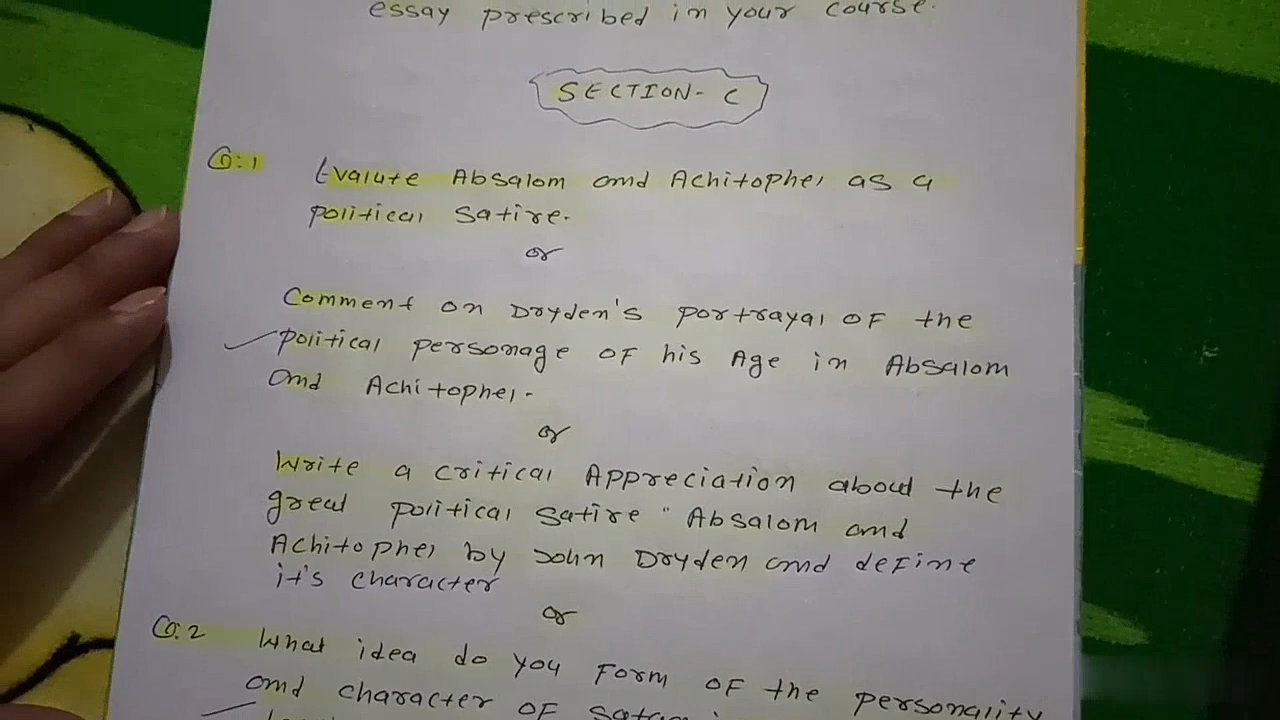 essay prescribed in your course.
SECTION- C
Q:1 Evalute Absalom and Achitophel as a
political satire.
or
Comment on Dryden's portrayal of the
political personage of his Age in Absalom
and Achitophel.
or
Write a critical Appreciation about the
great political satire "Absalom and
Achitophel by John Dryden and define
it's character
or
Q:2 What idea do you form of the personality
and character of Satan